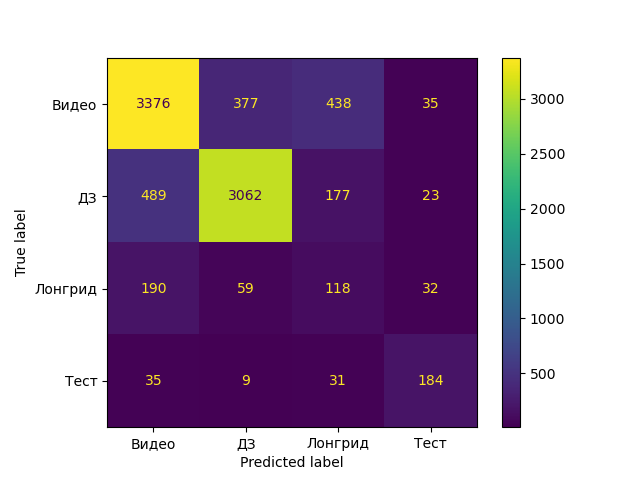 Видео 3376 377 438 35
ДЗ 489 3062 177 23
Лонгрид 190 59 118 32
Тест 35 9 31 184
Видео ДЗ Лонгрид Тест
Predicted label
True label
3000
2500
2000
1500
1000
500